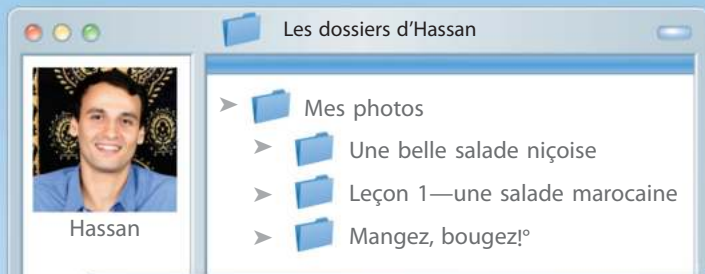 Les dossiers d’Hassan
Hassan
Mes photos
Une belle salade niçoise
Leçon 1—une salade marocaine
Mangez, bougez!°